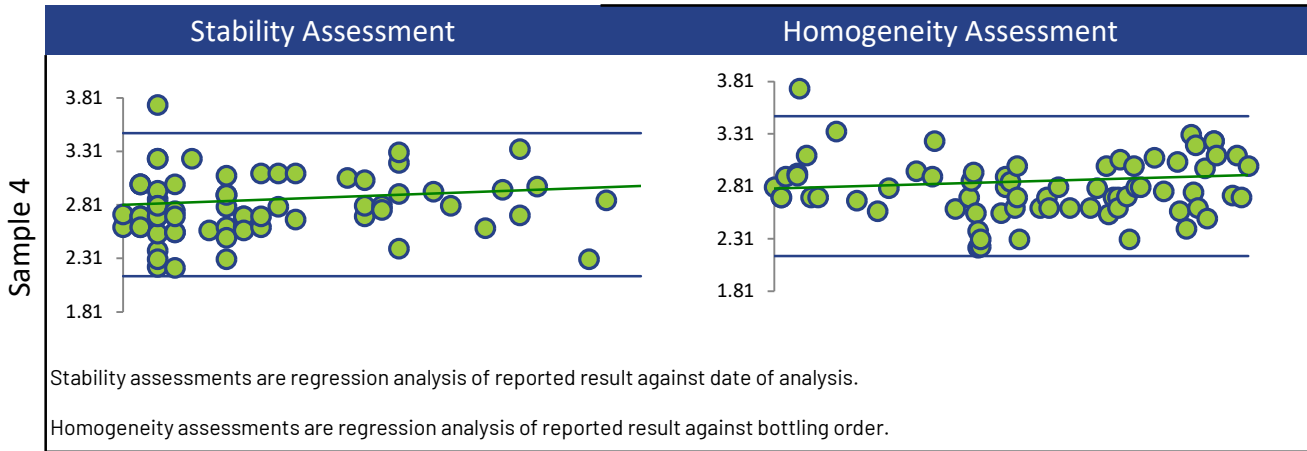 Stability Assessment
Homogeneity Assessment
Sample 4
3.81
3.31
2.81
2.31
1.81
3.81
3.31
2.81
2.31
1.81
Stability assessments are regression analysis of reported result against date of analysis.
Homogeneity assessments are regression analysis of reported result against bottling order.